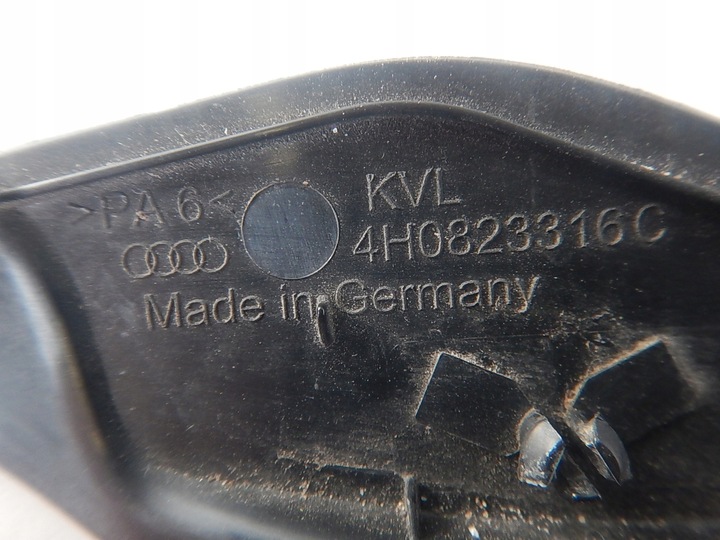 >PA 6<
KVL
4H0823316C
Made in Germany